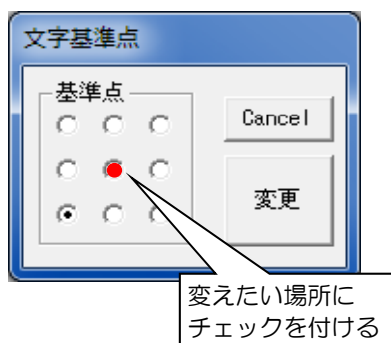 文字基準点
基準点
Cancel
変更
変えたい場所に
チェックを付ける